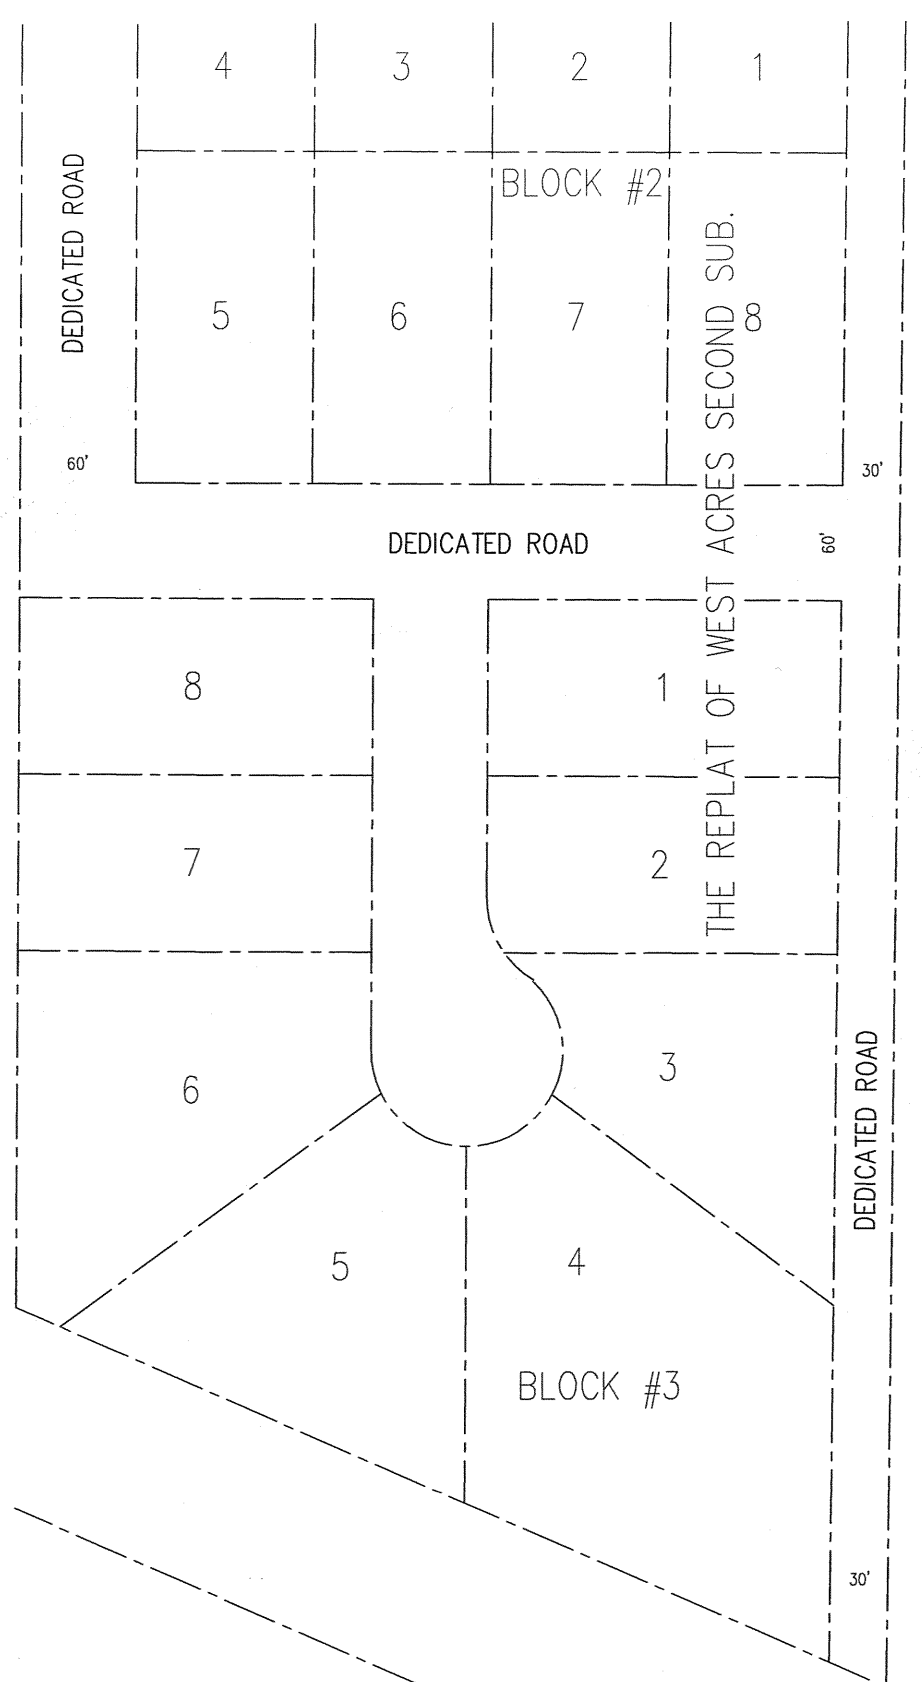 4 3 2 1
BLOCK #2
DEDICATED ROAD
THE REPLAT OF WEST ACRES SECOND SUB.
5 6 7 8
60'
30'
DEDICATED ROAD
60'
8 1
7 2
6 3
DEDICATED ROAD
5 4
BLOCK #3
30'